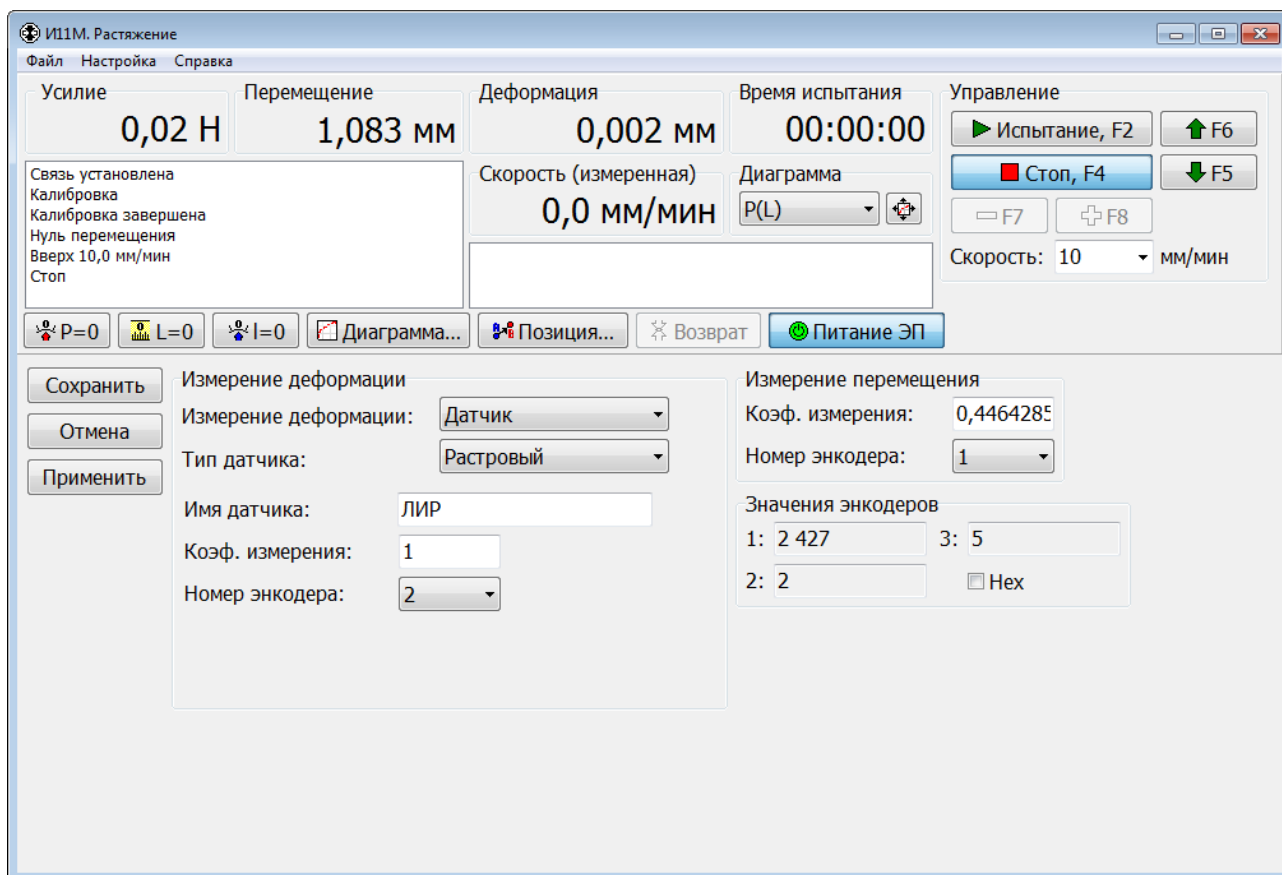 И11М. Растяжение
Файл Настройка Справка
Усилие
0,02 Н
Перемещение
1,083 мм
Деформация
0,002 мм
Время испытания
00:00:00
Управление
Испытание, F2
F6
Стоп, F4
F5
F7
F8
Скорость: 10 мм/мин
Связь установлена
Калибровка
Калибровка завершена
Нуль перемещения
Вверх 10,0 мм/мин
Стоп
Скорость (измеренная)
0,0 мм/мин
Диаграмма
P(L)
P=0
L=0
l=0
Диаграмма...
Позиция...
Возврат
Питание ЭП
Сохранить
Отмена
Применить
Измерение деформации
Измерение деформации: Датчик
Тип датчика: Растровый
Имя датчика: ЛИР
Коэф. измерения: 1
Номер энкодера: 2
Измерение перемещения
Коэф. измерения: 0,4464285
Номер энкодера: 1
Значения энкодеров
1: 2 427
3: 5
2: 2
Hex